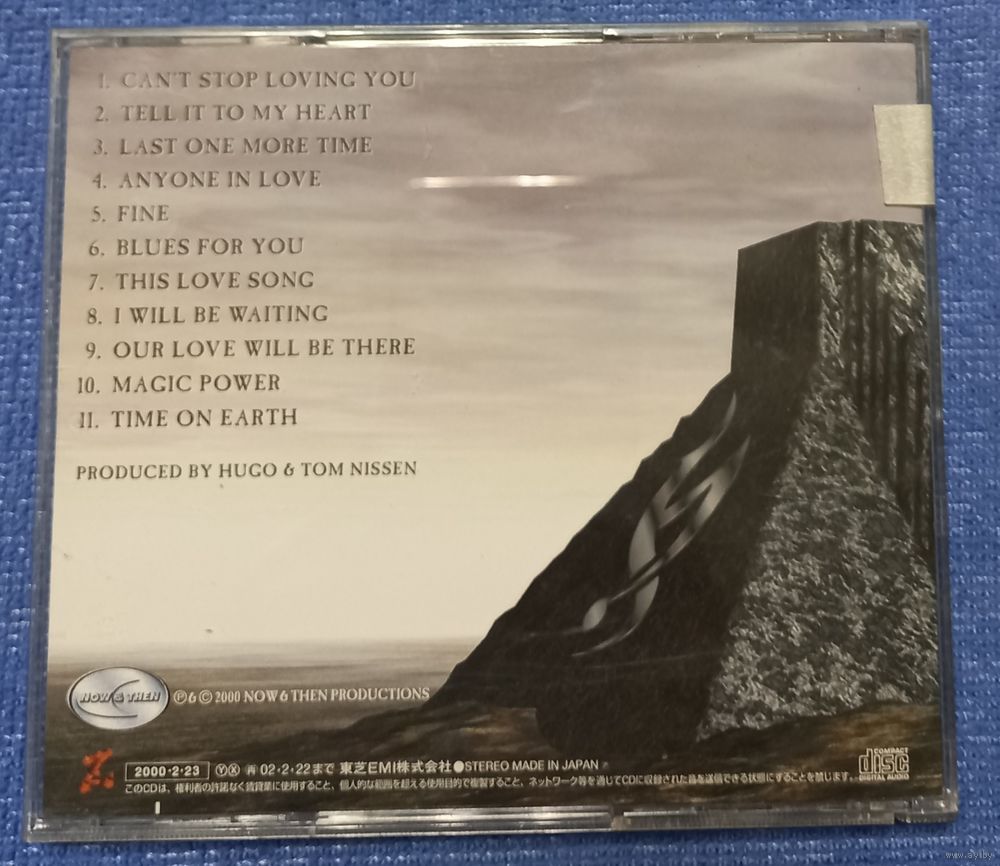 1. CAN'T STOP LOVING YOU
2. TELL IT TO MY HEART
3. LAST ONE MORE TIME
4. ANYONE IN LOVE
5. FINE
6. BLUES FOR YOU
7. THIS LOVE SONG
8. I WILL BE WAITING
9. OUR LOVE WILL BE THERE
10. MAGIC POWER
11. TIME ON EARTH
PRODUCED BY HUGO & TOM NISSEN
NOW & THEN
℗ & © 2000 NOW & THEN PRODUCTIONS
2000・2・23 Ⓨ Ⓧ 再 02・2・22まで 東芝EMI株式会社●STEREO MADE IN JAPAN
このCDは、権利者の許諾なく賃貸業に使用すること、個人的な範囲を超える使用目的で複製すること、ネットワーク等を通じてCDに収録された音を送信できる状態にすることを禁じます。
COMPACT
disc
DIGITAL AUDIO
www.ay.by